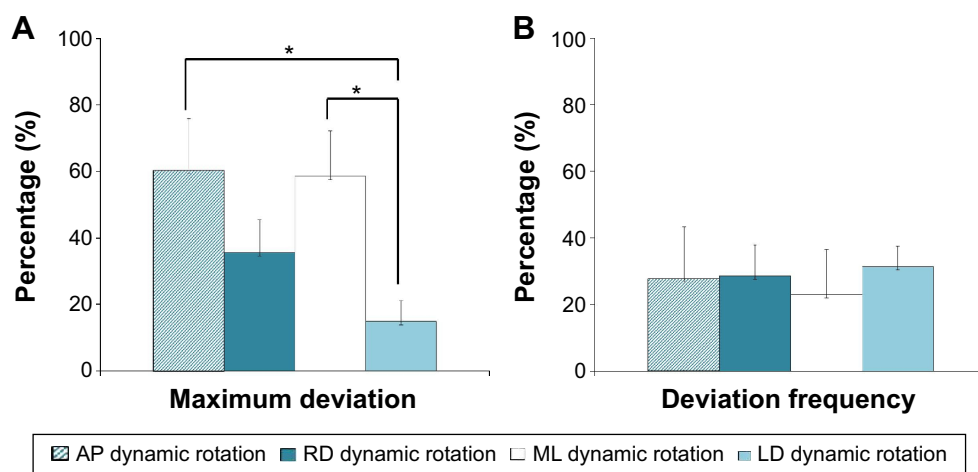 A
B
Percentage (%)
100
80
60
40
20
0
*
*
Maximum deviation
Percentage (%)
100
80
60
40
20
0
Deviation frequency
AP dynamic rotation RD dynamic rotation ML dynamic rotation LD dynamic rotation